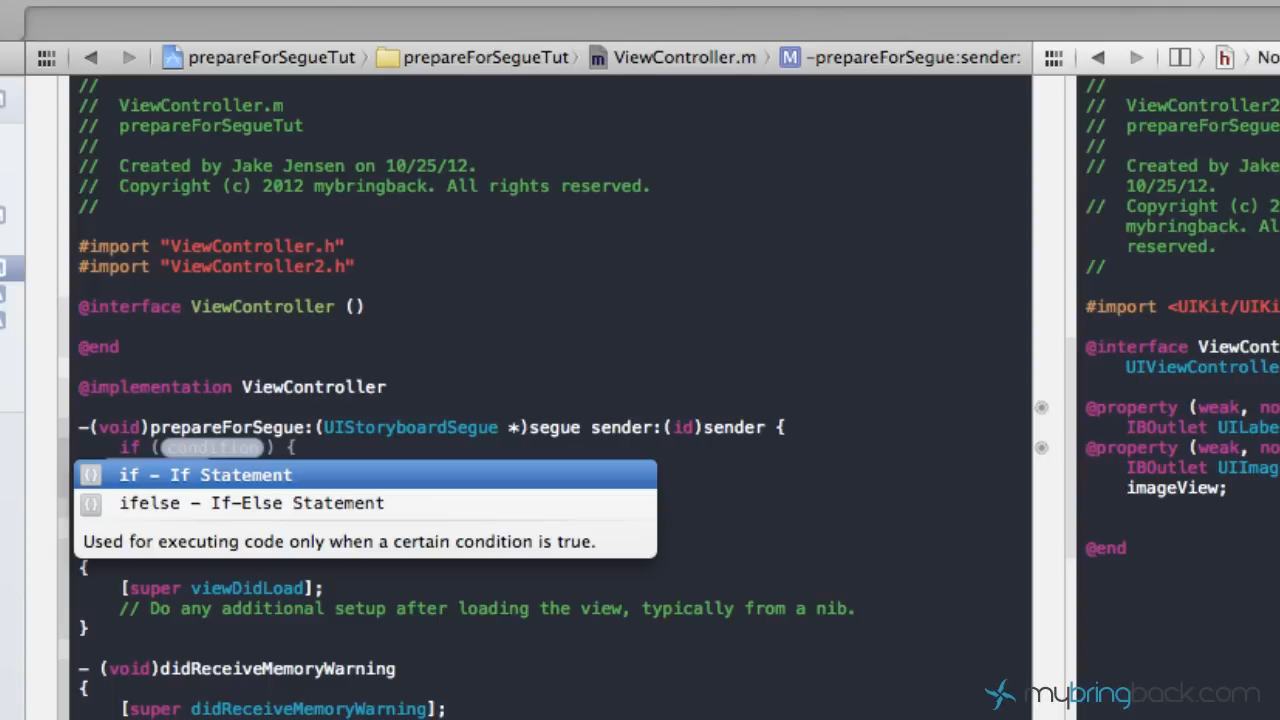 prepareForSegueTut
prepareForSegueTut
ViewController.m
M
-prepareForSegue:sender:
h
No
//
// ViewController.m
// prepareForSegueTut
//
// Created by Jake Jensen on 10/25/12.
// Copyright (c) 2012 mybringback. All rights reserved.
//
#import "ViewController.h"
#import "ViewController2.h"
@interface ViewController ()
@end
@implementation ViewController
-(void)prepareForSegue:(UIStoryboardSegue *)segue sender:(id)sender {
if (condition) {
{} if - If Statement
{} ifelse - If-Else Statement
Used for executing code only when a certain condition is true.
{
[super viewDidLoad];
// Do any additional setup after loading the view, typically from a nib.
}
- (void)didReceiveMemoryWarning
{
[super didReceiveMemoryWarning];
//
// ViewController2
// prepareForSegue
//
// Created by Jake
10/25/12.
// Copyright (c) 2
mybringback. Al
reserved.
//
#import <UIKit/UIKi
@interface ViewCont
UIViewControlle
@property (weak, no
IBOutlet UILabe
@property (weak, no
IBOutlet UIImag
imageView;
@end
mybringback.com